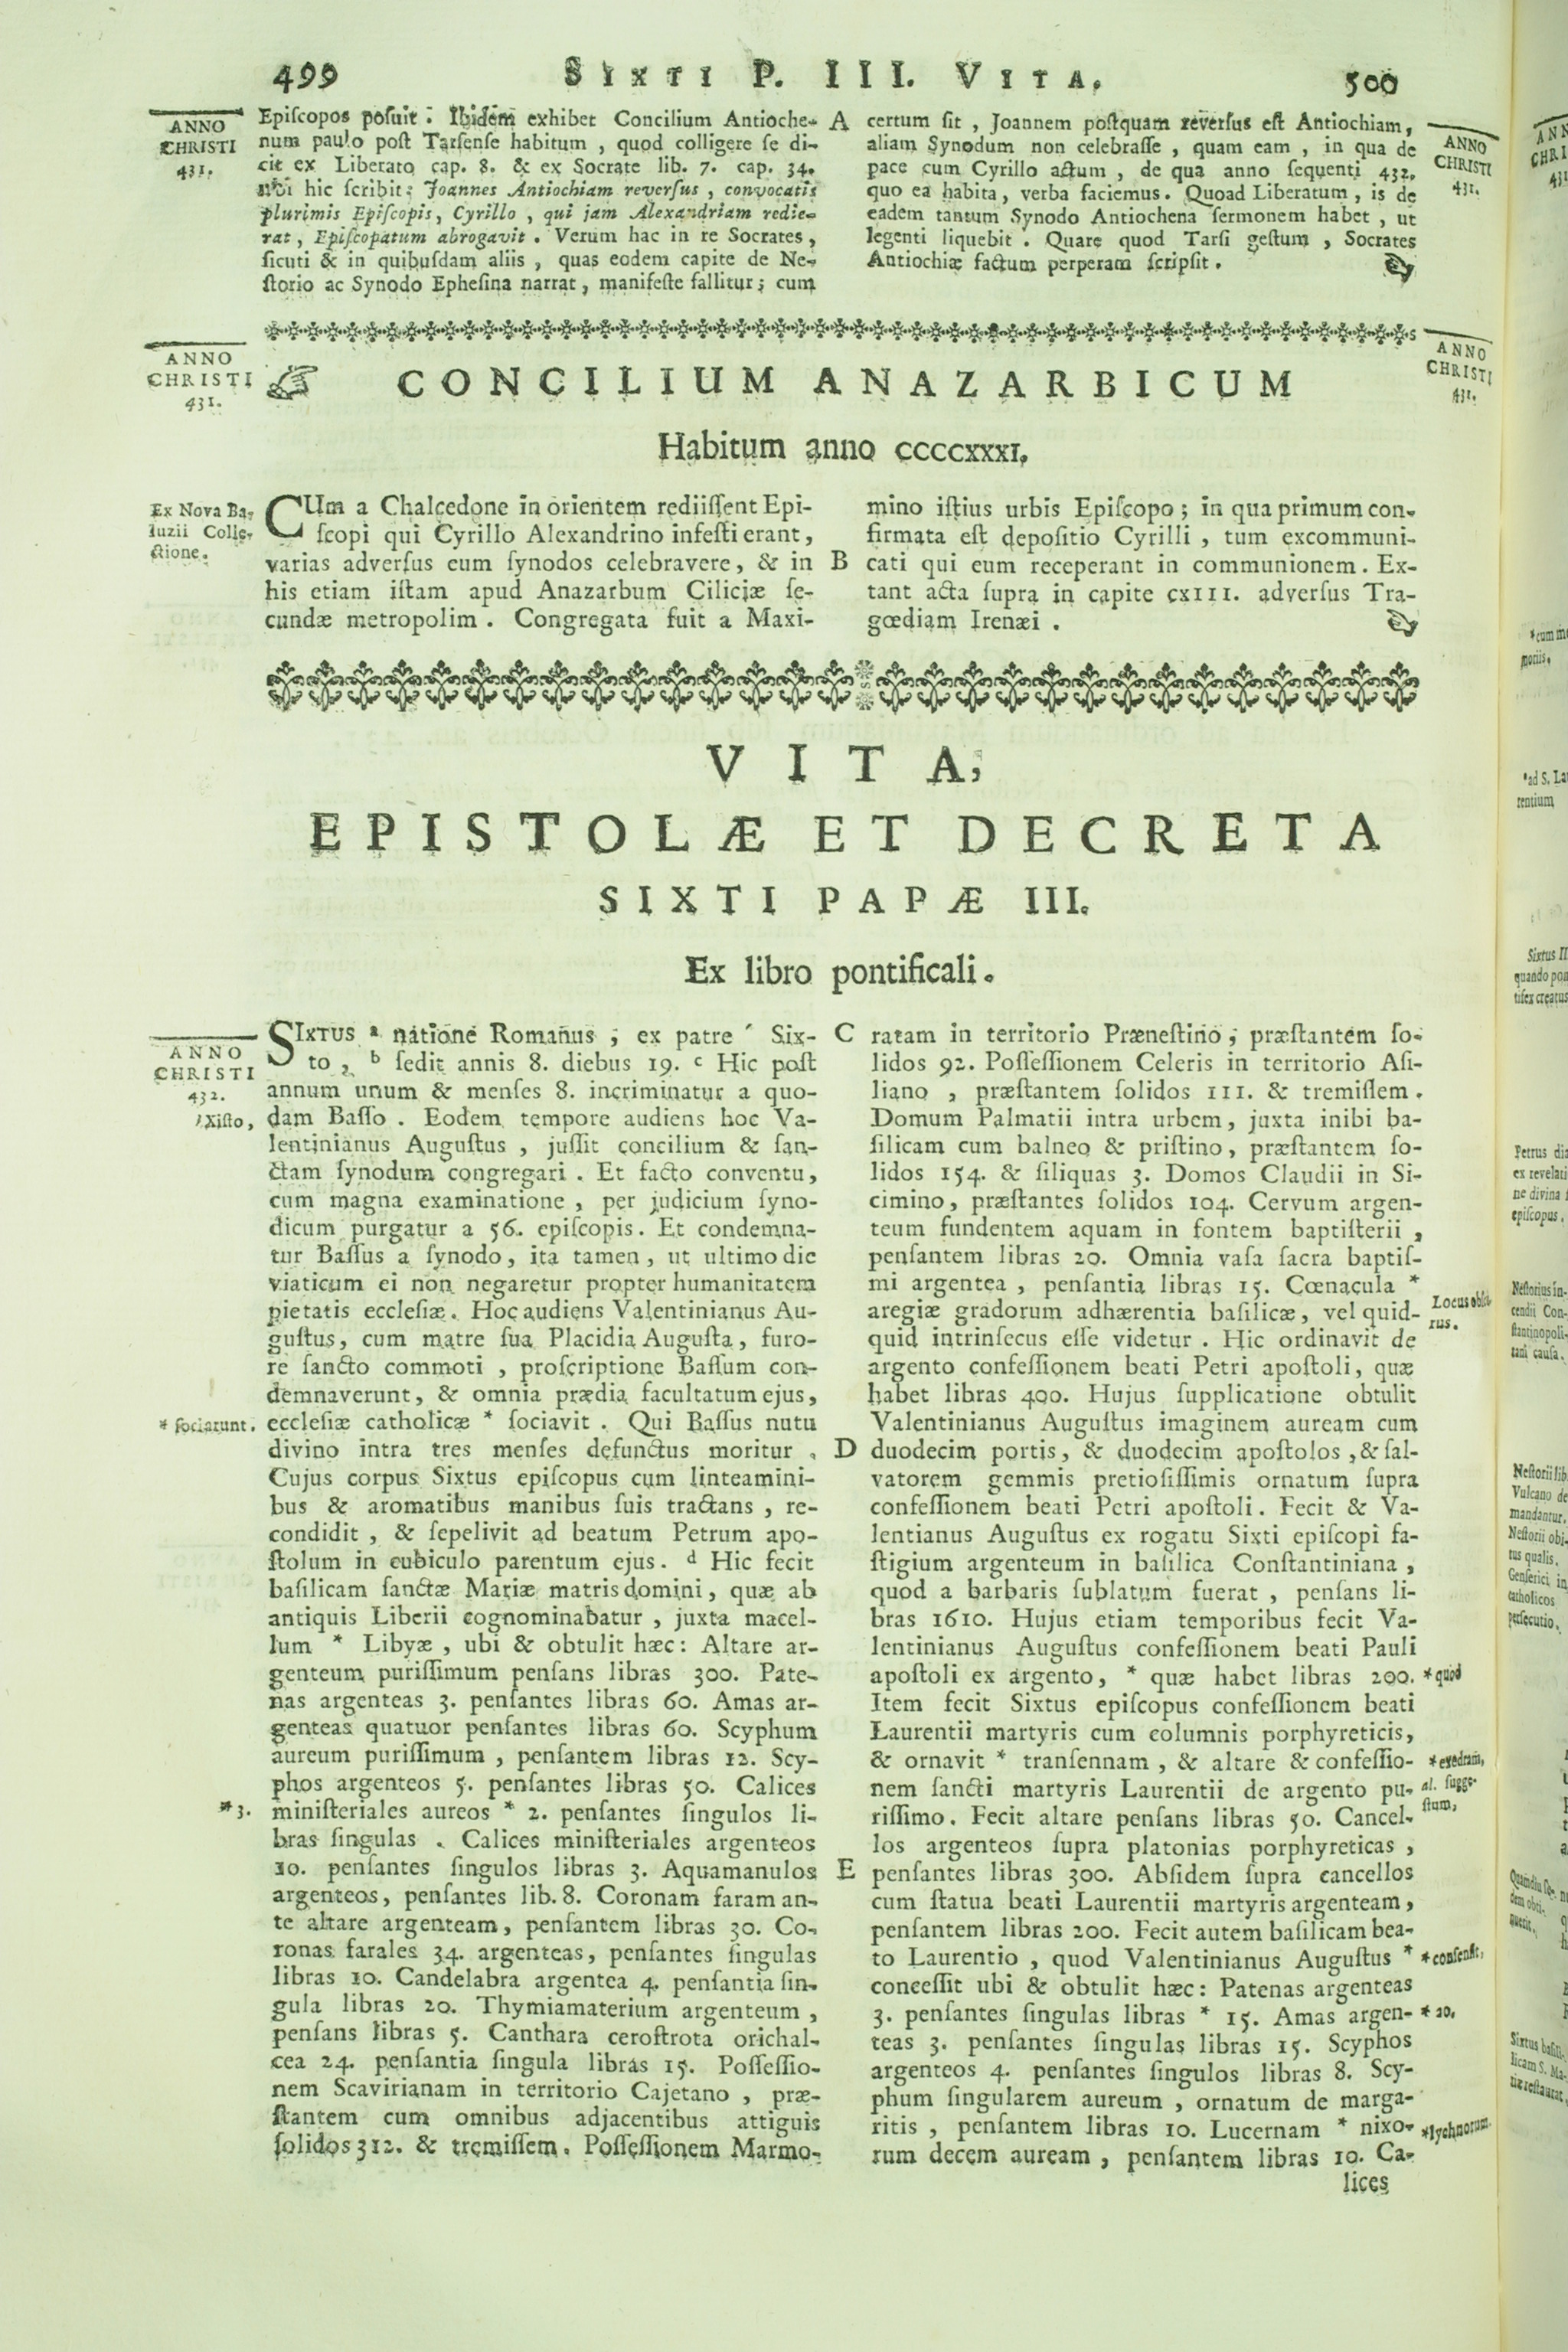 499
SIXTI P. III. VITA.
500
ANNO
CHRISTI
431.
Epiſcopos poſuit. Ibidem exhibet Concilium Antioche-
num paulo poſt Tarſenſe habitum, quod colligere ſe di-
cit ex Liberato cap. 8. & ex Socrate lib. 7. cap. 34.
ubi hic ſcribit: Joannes Antiochiam reverſus, convocatis
plurimis Epiſcopis, Cyrillo, qui jam Alexandriam redie-
rat, Epiſcopatum abrogavit. Verum hac in re Socrates,
ſicuti & in quibuſdam aliis, quas eodem capite de Ne-
ſtorio ac Synodo Epheſina narrat, manifeſte fallitur; cum
A
certum ſit, Joannem poſtquam reverſus eſt Antiochiam,
aliam Synodum non celebraſſe, quam eam, in qua de
pace cum Cyrillo actum, de qua anno ſequenti 432.
quo ea habita, verba faciemus. Quoad Liberatum, is de
eadem tantum Synodo Antiochena ſermonem habet, ut
legenti liquebit. Quare quod Tarſi geſtum, Socrates
Antiochiæ factum perperam ſcripſit.
ANNO
CHRISTI
431.
ANNO
CHRISTI
431.
CONCILIUM ANAZARBICUM
ANNO
CHRISTI
431.
Habitum anno CCCCXXXI.
Ex Nova Ba-
luzii Colle-
ctione.
CUm a Chalcedone in orientem rediiſſent Epi-
ſcopi qui Cyrillo Alexandrino infeſti erant,
varias adverſus eum ſynodos celebravere, & in
his etiam iſtam apud Anazarbum Ciliciæ ſe-
cundæ metropolim. Congregata fuit a Maxi-
B
mino iſtius urbis Epiſcopo; in qua primum con-
firmata eſt depoſitio Cyrilli, tum excommuni-
cati qui eum receperant in communionem. Ex-
tant acta ſupra in capite CXIII. adverſus Tra-
gœdiam Irenæi.
VITA,
EPISTOLÆ ET DECRETA
SIXTI PAPÆ III.
Ex libro pontificali.
ANNO
CHRISTI
432.
Xiſto,
SIXTUS a natione Romanus, ex patre ′ Six-
to, b ſedit annis 8. diebus 19. c Hic poſt
annum unum & menſes 8. incriminatur a quo-
dam Baſſo. Eodem tempore audiens hoc Va-
lentinianus Auguſtus, juſſit concilium & ſan-
ctam ſynodum congregari. Et facto conventu,
cum magna examinatione, per judicium ſyno-
dicum purgatur a 56. epiſcopis. Et condemna-
tur Baſſus a ſynodo, ita tamen, ut ultimo die
viaticum ei non negaretur propter humanitatem
pietatis eccleſiæ. Hoc audiens Valentinianus Au-
guſtus, cum matre ſua Placidia Auguſta, furo-
re ſancto commoti, proſcriptione Baſſum con-
demnaverunt, & omnia prædia facultatum ejus,
* ſociarunt.
eccleſiæ catholicæ * ſociavit. Qui Baſſus nutu
divino intra tres menſes defunctus moritur.
Cujus corpus Sixtus epiſcopus cum linteamini-
bus & aromatibus manibus ſuis tractans, re-
condidit, & ſepelivit ad beatum Petrum apo-
ſtolum in cubiculo parentum ejus. d Hic fecit
baſilicam ſanctæ Mariæ matris domini, quæ ab
antiquis Liberii cognominabatur, juxta macel-
lum * Libyæ, ubi & obtulit hæc: Altare ar-
genteum puriſſimum penſans libras 300. Pate-
nas argenteas 3. penſantes libras 60. Amas ar-
genteas quatuor penſantes libras 60. Scyphum
aureum puriſſimum, penſantem libras 12. Scy-
phos argenteos 5. penſantes libras 50. Calices
* 3.
miniſteriales aureos * 2. penſantes ſingulos li-
bras ſingulas. Calices miniſteriales argenteos
10. penſantes ſingulos libras 3. Aquamanulos
argenteos, penſantes lib. 8. Coronam faram an-
te altare argenteam, penſantem libras 30. Co-
ronas farales 34. argenteas, penſantes ſingulas
libras 10. Candelabra argentea 4. penſantia ſin-
gula libras 20. Thymiamaterium argenteum,
penſans libras 5. Canthara ceroſtrota orichal-
cea 24. penſantia ſingula libras 15. Poſſeſſio-
nem Scavirianam in territorio Cajetano, præ-
ſtantem cum omnibus adjacentibus attiguis
ſolidos 312. & tremiſſem. Poſſeſſionem Marmo-
C
ratam in territorio Præneſtino, præſtantem ſo-
lidos 92. Poſſeſſionem Celeris in territorio Aſi-
liano, præſtantem ſolidos III. & tremiſſem.
Domum Palmatii intra urbem, juxta inibi ba-
ſilicam cum balneo & priſtino, præſtantem ſo-
lidos 154. & ſiliquas 3. Domos Claudii in Si-
cimino, præſtantes ſolidos 104. Cervum argen-
teum fundentem aquam in fontem baptiſterii,
penſantem libras 20. Omnia vaſa ſacra baptiſ-
mi argentea, penſantia libras 15. Cœnacula *
aregiæ gradorum adhærentia baſilicæ, vel quid-
quid intrinſecus eſſe videtur. Hic ordinavit de
argento confeſſionem beati Petri apoſtoli, quæ
habet libras 400. Hujus ſupplicatione obtulit
Valentinianus Auguſtus imaginem auream cum
D
duodecim portis, & duodecim apoſtolos, & ſal-
vatorem gemmis pretioſiſſimis ornatum ſupra
confeſſionem beati Petri apoſtoli. Fecit & Va-
lentianus Auguſtus ex rogatu Sixti epiſcopi fa-
ſtigium argenteum in baſilica Conſtantiniana,
quod a barbaris ſublatum fuerat, penſans li-
bras 1610. Hujus etiam temporibus fecit Va-
lentinianus Auguſtus confeſſionem beati Pauli
apoſtoli ex argento, * quæ habet libras 200.
Item fecit Sixtus epiſcopus confeſſionem beati
Laurentii martyris cum columnis porphyreticis,
& ornavit * tranſennam, & altare & confeſſio-
nem ſancti martyris Laurentii de argento pu-
riſſimo. Fecit altare penſans libras 50. Cancel-
los argenteos ſupra platonias porphyreticas,
E
penſantes libras 300. Abſidem ſupra cancellos
cum ſtatua beati Laurentii martyris argenteam,
penſantem libras 200. Fecit autem baſilicam bea-
to Laurentio, quod Valentinianus Auguſtus *
conceſſit ubi & obtulit hæc: Patenas argenteas
3. penſantes ſingulas libras * 15. Amas argen-
teas 3. penſantes ſingulas libras 15. Scyphos
argenteos 4. penſantes ſingulos libras 8. Scy-
phum ſingularem aureum, ornatum de marga-
ritis, penſantem libras 10. Lucernam * nixo-
rum decem auream, penſantem libras 10. Ca-
lices
Locus obſcu-
rus.
* quod
* exedram,
al. ſugge-
ſtum,
* conſenſit,
* 20.
* lychnorum